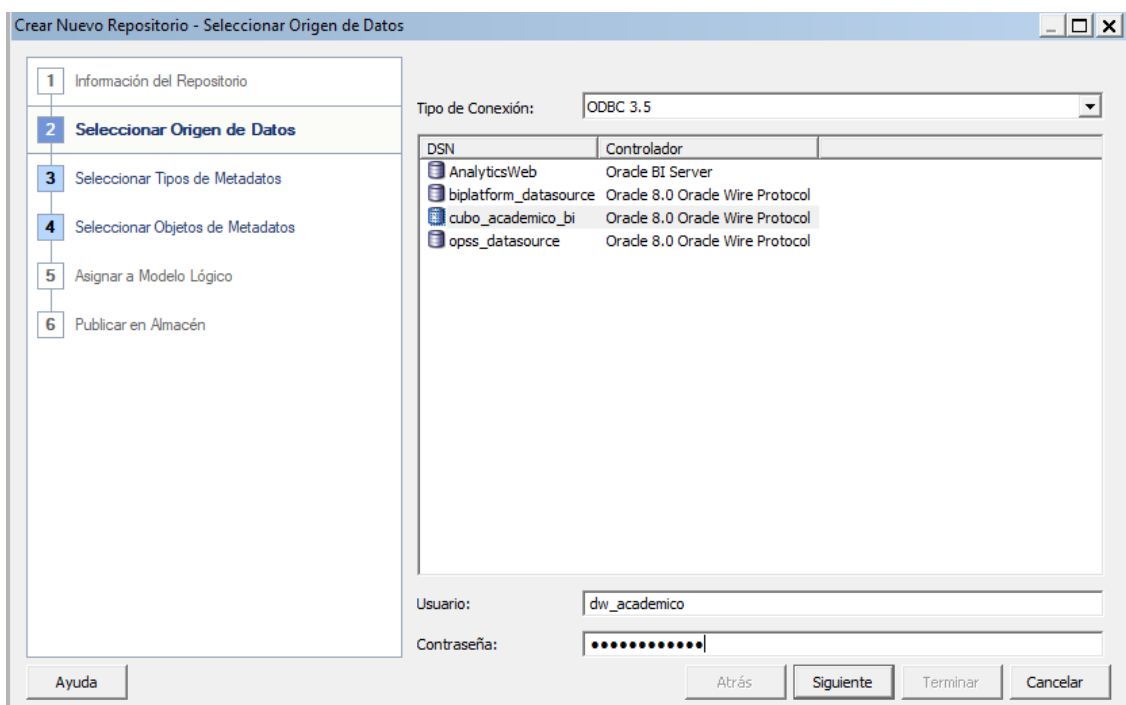 Crear Nuevo Repositorio - Seleccionar Origen de Datos
1 Información del Repositorio
2 Seleccionar Origen de Datos
3 Seleccionar Tipos de Metadatos
4 Seleccionar Objetos de Metadatos
5 Asignar a Modelo Lógico
6 Publicar en Almacén
Tipo de Conexión: ODBC 3.5
DSN Controlador
AnalyticsWeb Oracle BI Server
biplatform_datasource Oracle 8.0 Oracle Wire Protocol
cubo_academico_bi Oracle 8.0 Oracle Wire Protocol
opss_datasource Oracle 8.0 Oracle Wire Protocol
Usuario: dw_academico
Contraseña: ●●●●●●●●●●●●
Ayuda Atrás Siguiente Terminar Cancelar